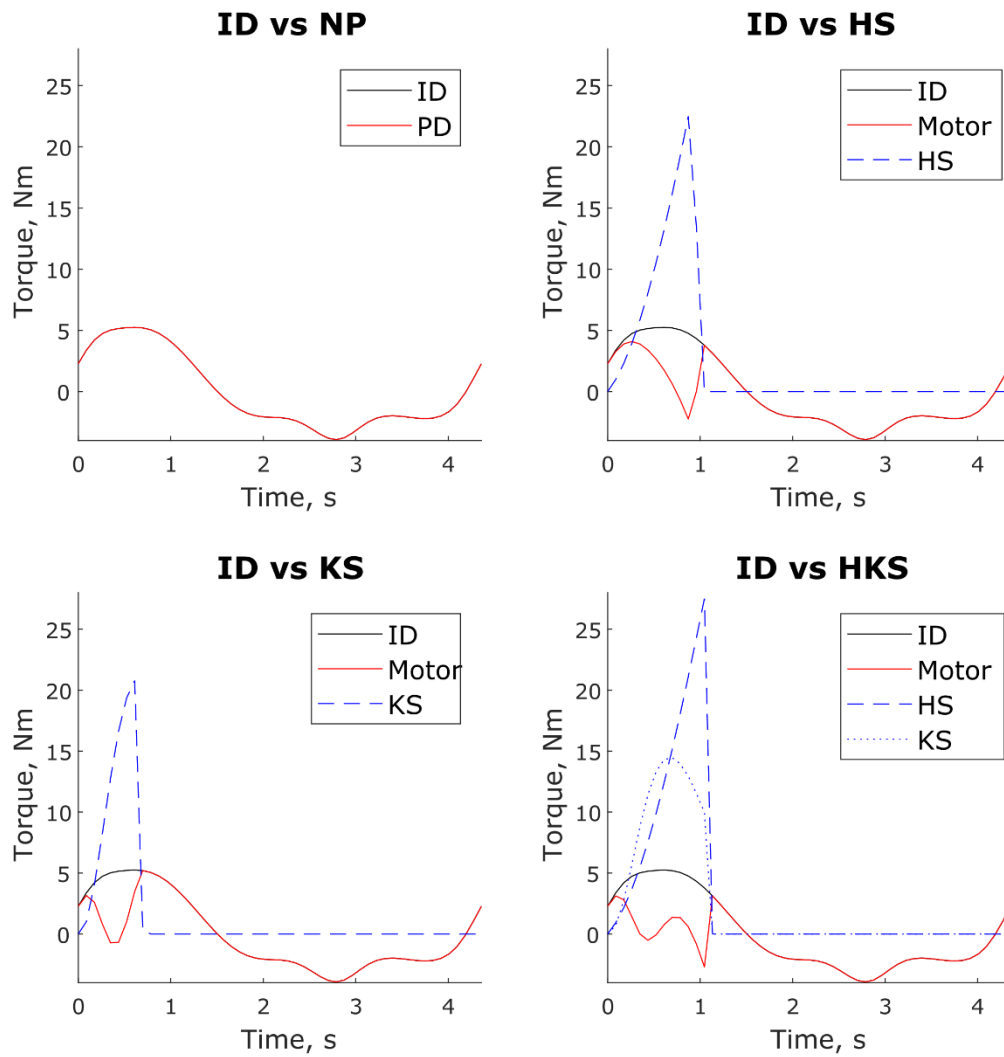 ID vs NP
25
20
15
10
5
0
Torque, Nm
ID
PD
0 1 2 3 4
Time, s
ID vs HS
25
20
15
10
5
0
Torque, Nm
ID
Motor
HS
0 1 2 3 4
Time, s
ID vs KS
25
20
15
10
5
0
Torque, Nm
ID
Motor
KS
0 1 2 3 4
Time, s
ID vs HKS
25
20
15
10
5
0
Torque, Nm
ID
Motor
HS
KS
0 1 2 3 4
Time, s